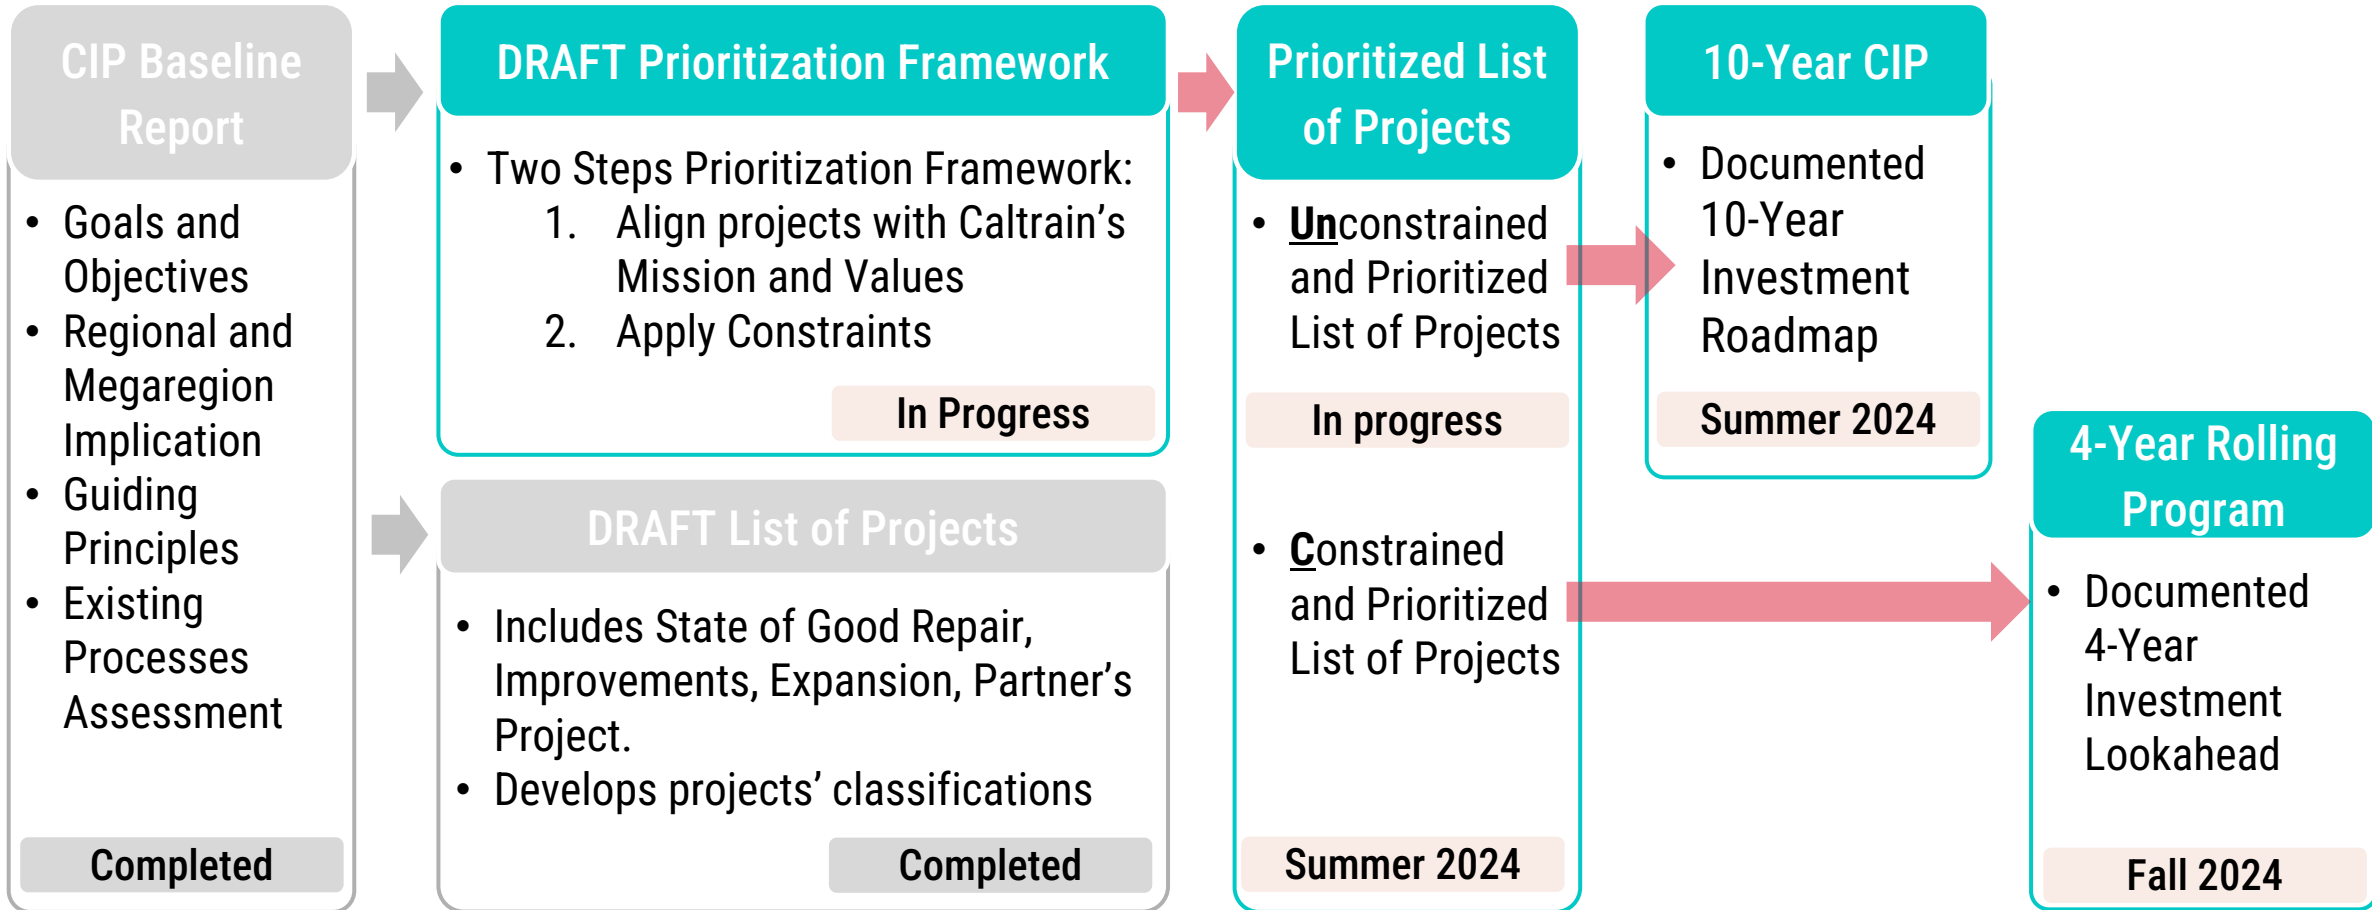 CIP Baseline
Report
• Goals and
Objectives
• Regional and
Megaregion
Implication
• Guiding
Principles
• Existing
Processes
Assessment
Completed
DRAFT Prioritization Framework
• Two Steps Prioritization Framework:
1. Align projects with Caltrain’s
Mission and Values
2. Apply Constraints
In Progress
DRAFT List of Projects
• Includes State of Good Repair,
Improvements, Expansion, Partner’s
Project.
• Develops projects’ classifications
Completed
Prioritized List
of Projects
• Unconstrained
and Prioritized
List of Projects
In progress
• Constrained
and Prioritized
List of Projects
Summer 2024
10-Year CIP
• Documented
10-Year
Investment
Roadmap
Summer 2024
4-Year Rolling
Program
• Documented
4-Year
Investment
Lookahead
Fall 2024